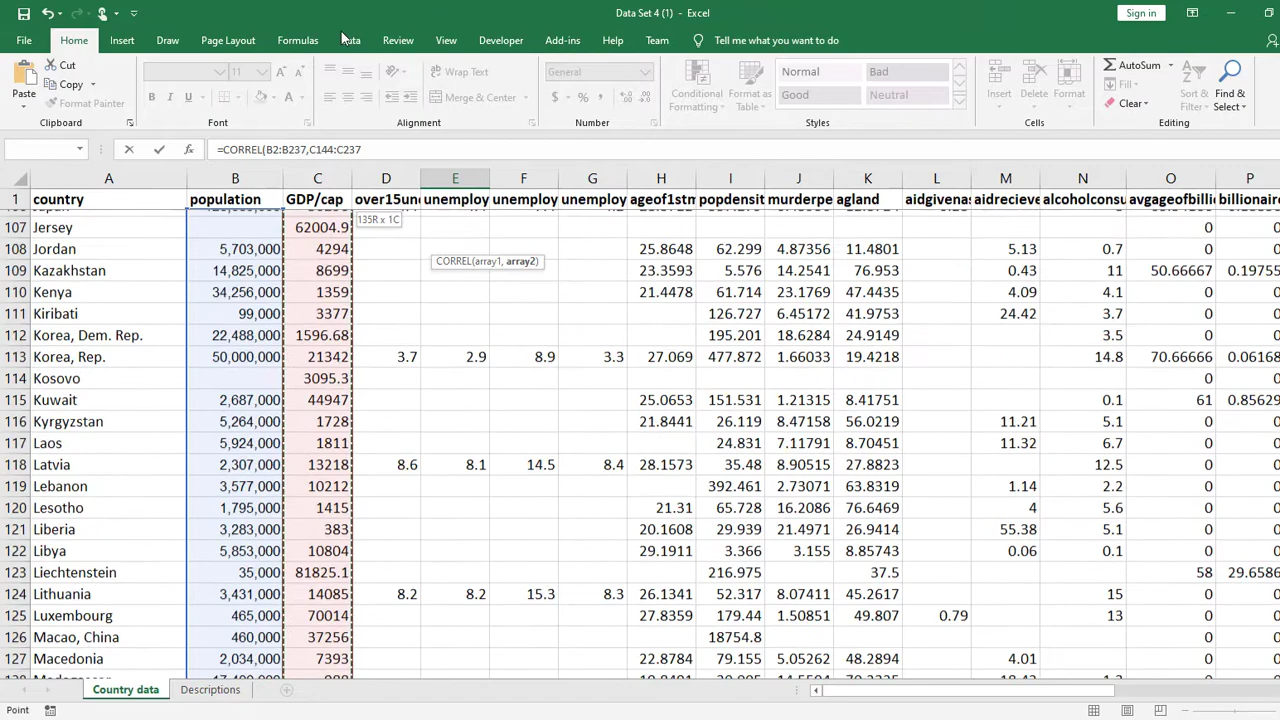 Data Set 4 (1) - Excel
Sign in
File Home Insert Draw Page Layout Formulas Review View Developer Add-ins Help Team Tell me what you want to do
Paste
Cut
Copy
Format Painter
Clipboard
11
B I U
Font
Wrap Text
Merge & Center
Alignment
General
$ % ,
Number
Conditional Formatting
Format as Table
Normal Bad
Good Neutral
Styles
Insert Delete Format
Cells
AutoSum
Fill
Clear
Sort & Filter
Find & Select
Editing
fx =CORREL(B2:B237,C144:C237
A B C D E F G H I J K L M N O P
1 country population GDP/cap over15un unemploy unemploy unemploy ageof1stm popdensit murderpe agland aidgivenas aidrecieve alcoholconsu avgageofbilli billionaire
135R x 1C
CORREL(array1, array2)
107 Jersey 62004.9 0 0
108 Jordan 5,703,000 4294 25.8648 62.299 4.87356 11.4801 5.13 0.7 0 0
109 Kazakhstan 14,825,000 8699 23.3593 5.576 14.2541 76.953 0.43 11 50.66667 0.19755
110 Kenya 34,256,000 1359 21.4478 61.714 23.1769 47.4435 4.09 4.1 0 0
111 Kiribati 99,000 3377 126.727 6.45172 41.9753 24.42 3.7 0 0
112 Korea, Dem. Rep. 22,488,000 1596.68 195.201 18.6284 24.9149 3.5 0 0
113 Korea, Rep. 50,000,000 21342 3.7 2.9 8.9 3.3 27.069 477.872 1.66033 19.4218 14.8 70.66666 0.06168
114 Kosovo 3095.3 0 0
115 Kuwait 2,687,000 44947 25.0653 151.531 1.21315 8.41751 0.1 61 0.85629
116 Kyrgyzstan 5,264,000 1728 21.8441 26.119 8.47158 56.0219 11.21 5.1 0 0
117 Laos 5,924,000 1811 24.831 7.11791 8.70451 11.32 6.7 0 0
118 Latvia 2,307,000 13218 8.6 8.1 14.5 8.4 28.1573 35.48 8.90515 27.8823 12.5 0 0
119 Lebanon 3,577,000 10212 392.461 2.73071 63.8319 1.14 2.2 0 0
120 Lesotho 1,795,000 1415 21.31 65.728 16.2086 76.6469 4 5.6 0 0
121 Liberia 3,283,000 383 20.1608 29.939 21.4971 26.9414 55.38 5.1 0 0
122 Libya 5,853,000 10804 29.1911 3.366 3.155 8.85743 0.06 0.1 0 0
123 Liechtenstein 35,000 81825.1 216.975 37.5 58 29.6586
124 Lithuania 3,431,000 14085 8.2 8.2 15.3 8.3 26.1341 52.317 8.07411 45.2617 15 0 0
125 Luxembourg 465,000 70014 27.8359 179.44 1.50851 49.807 0.79 13 0 0
126 Macao, China 460,000 37256 18754.8 0 0
127 Macedonia 2,034,000 7393 22.8784 79.155 5.05262 48.2894 4.01 0 0
Country data Descriptions
Point